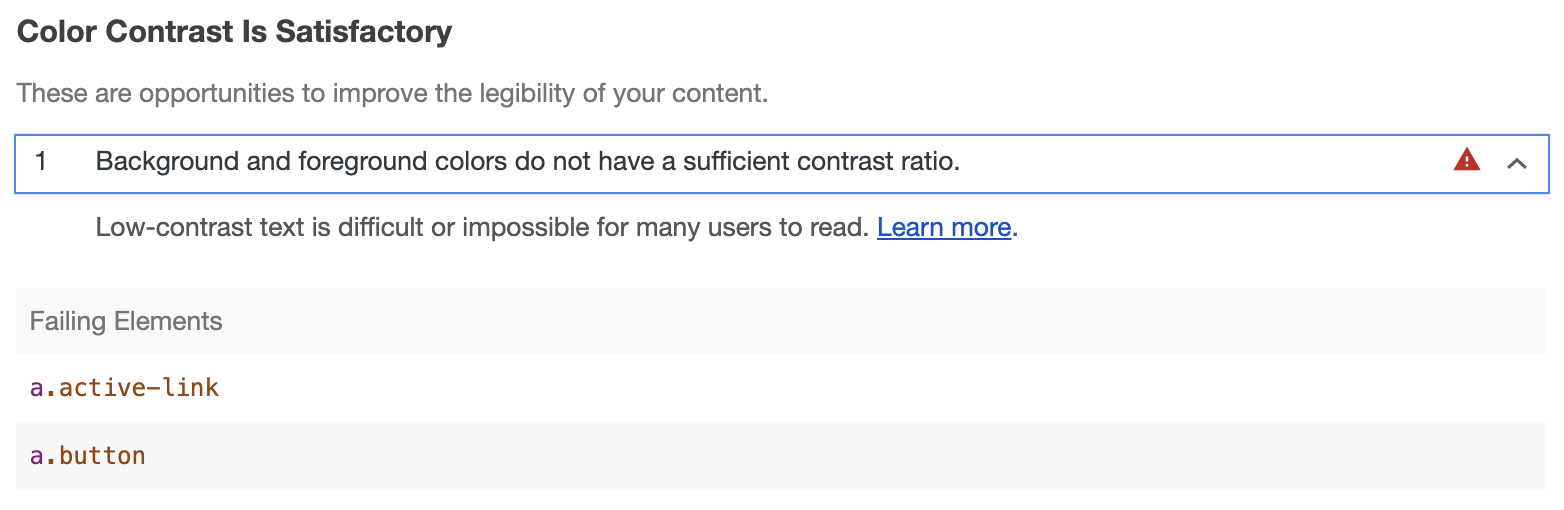 Color Contrast Is Satisfactory
These are opportunities to improve the legibility of your content.
1 Background and foreground colors do not have a sufficient contrast ratio.
Low-contrast text is difficult or impossible for many users to read. Learn more.
Failing Elements
a.active-link
a.button